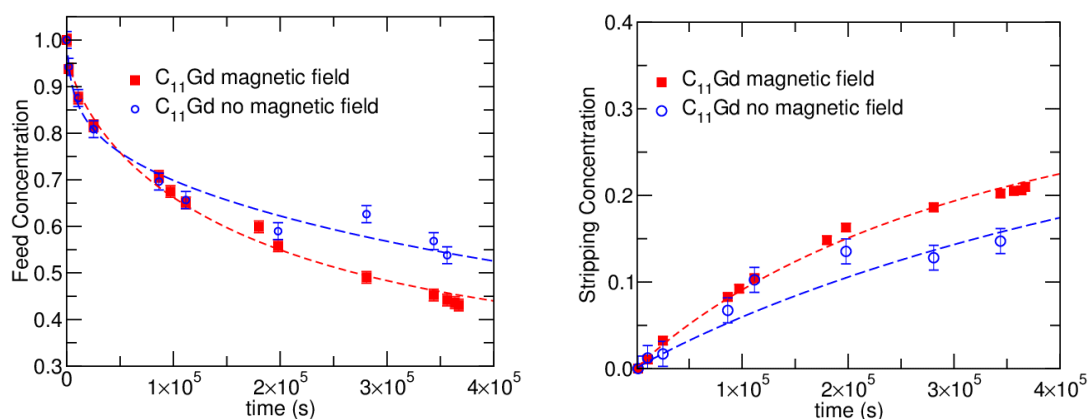 1.0
0.9
0.8
0.7
0.6
0.5
0.4
0.3
Feed Concentration
C₁₁Gd magnetic field
C₁₁Gd no magnetic field
0
1×10⁵
2×10⁵
3×10⁵
4×10⁵
time (s)
0.4
0.3
0.2
0.1
0.0
Stripping Concentration
C₁₁Gd magnetic field
C₁₁Gd no magnetic field
1×10⁵
2×10⁵
3×10⁵
4×10⁵
time (s)